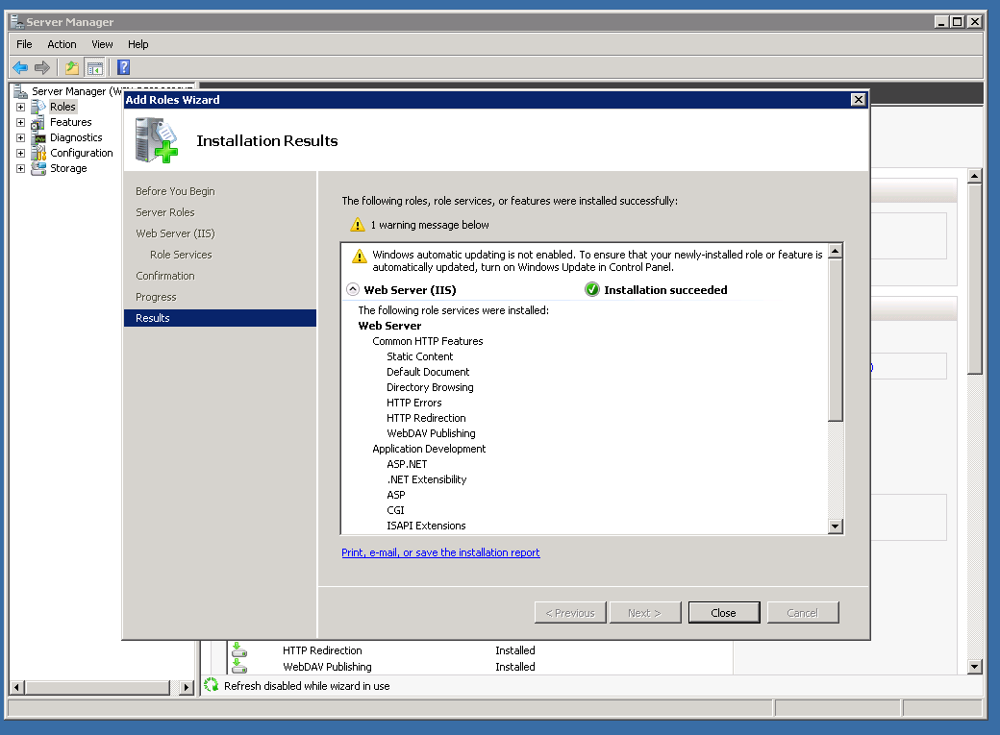 Server Manager
File Action View Help
Server Manager
Roles
Features
Diagnostics
Configuration
Storage
Add Roles Wizard
Installation Results
Before You Begin
Server Roles
Web Server (IIS)
Role Services
Confirmation
Progress
Results
The following roles, role services, or features were installed successfully:
1 warning message below
Windows automatic updating is not enabled. To ensure that your newly-installed role or feature is
automatically updated, turn on Windows Update in Control Panel.
Web Server (IIS) Installation succeeded
The following role services were installed:
Web Server
Common HTTP Features
Static Content
Default Document
Directory Browsing
HTTP Errors
HTTP Redirection
WebDAV Publishing
Application Development
ASP.NET
.NET Extensibility
ASP
CGI
ISAPI Extensions
Print, e-mail, or save the installation report
< Previous Next > Close Cancel
HTTP Redirection Installed
WebDAV Publishing Installed
Refresh disabled while wizard in use